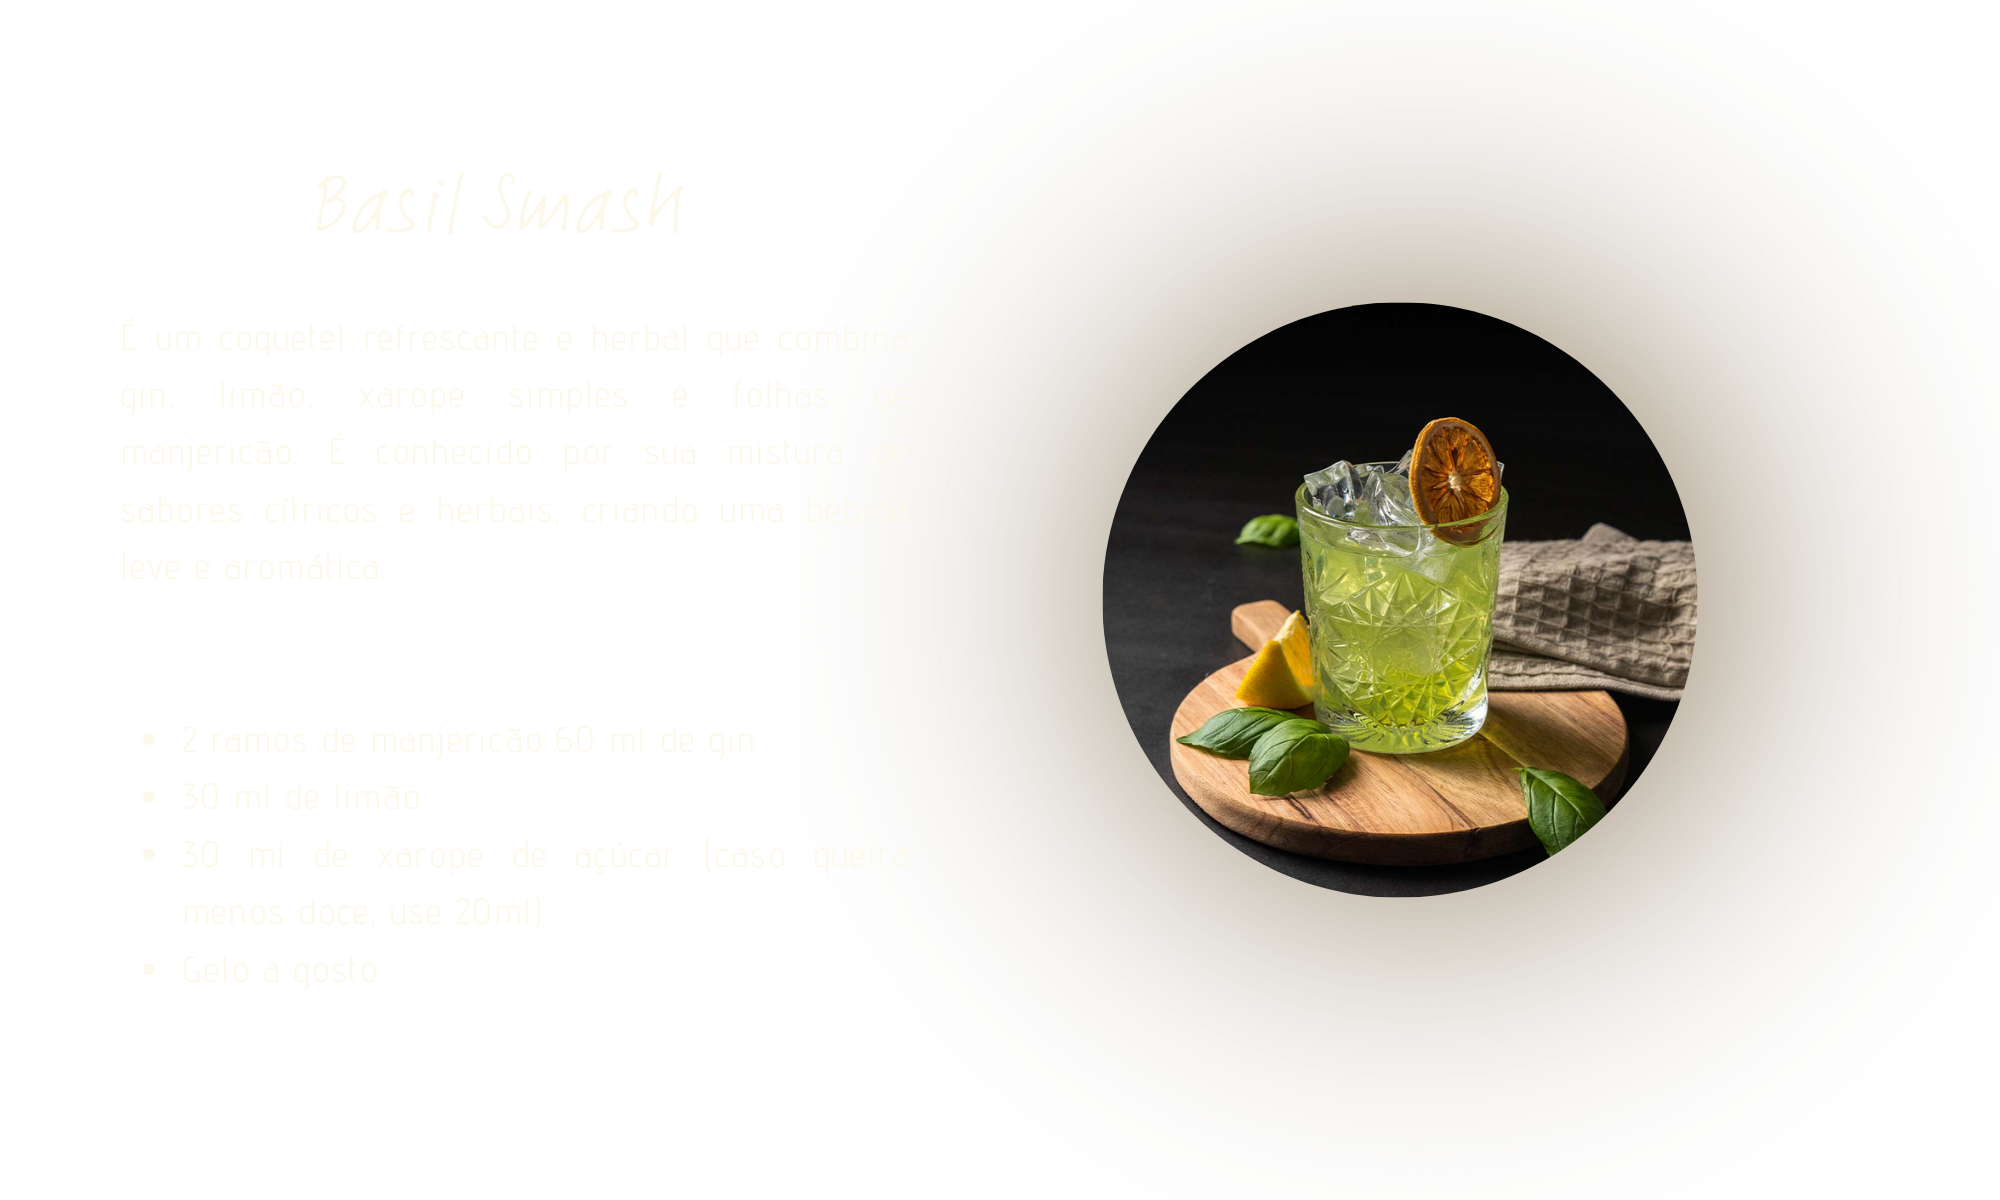 Basil Smash
É um coquetel refrescante e herbal que combina
gin, limão, xarope simples e folhas de
manjericão. É conhecido por sua mistura de
sabores cítricos e herbais, criando uma bebida
leve e aromática.
• 2 ramos de manjericão 60 ml de gin
• 30 ml de limão
• 30 ml de xarope de açúcar (caso queira
menos doce, use 20ml)
• Gelo a gosto